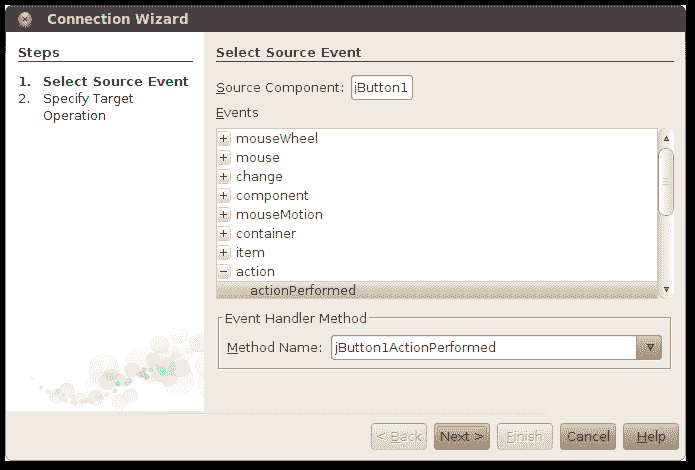 Connection Wizard
Steps
1. Select Source Event
2. Specify Target
Operation
Select Source Event
Source Component: jButton1
Events
mouseWheel
mouse
change
component
mouseMotion
container
item
action
actionPerformed
Event Handler Method
Method Name: jButton1ActionPerformed
< Back Next > Finish Cancel Help